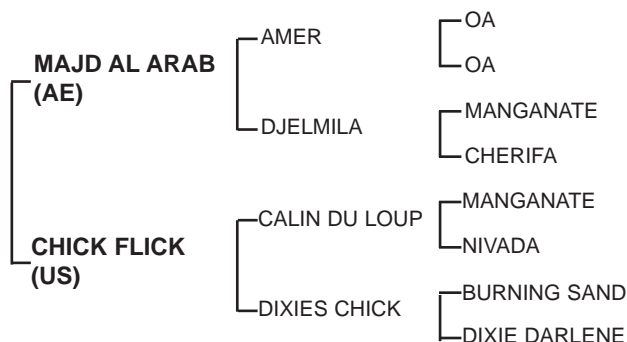 OA
AMER
OA
MAJD AL ARAB
(AE)
MANGANATE
DJELMILA
CHERIFA
MANGANATE
CALIN DU LOUP
NIVADA
CHICK FLICK
(US)
BURNING SAND
DIXIES CHICK
DIXIE DARLENE